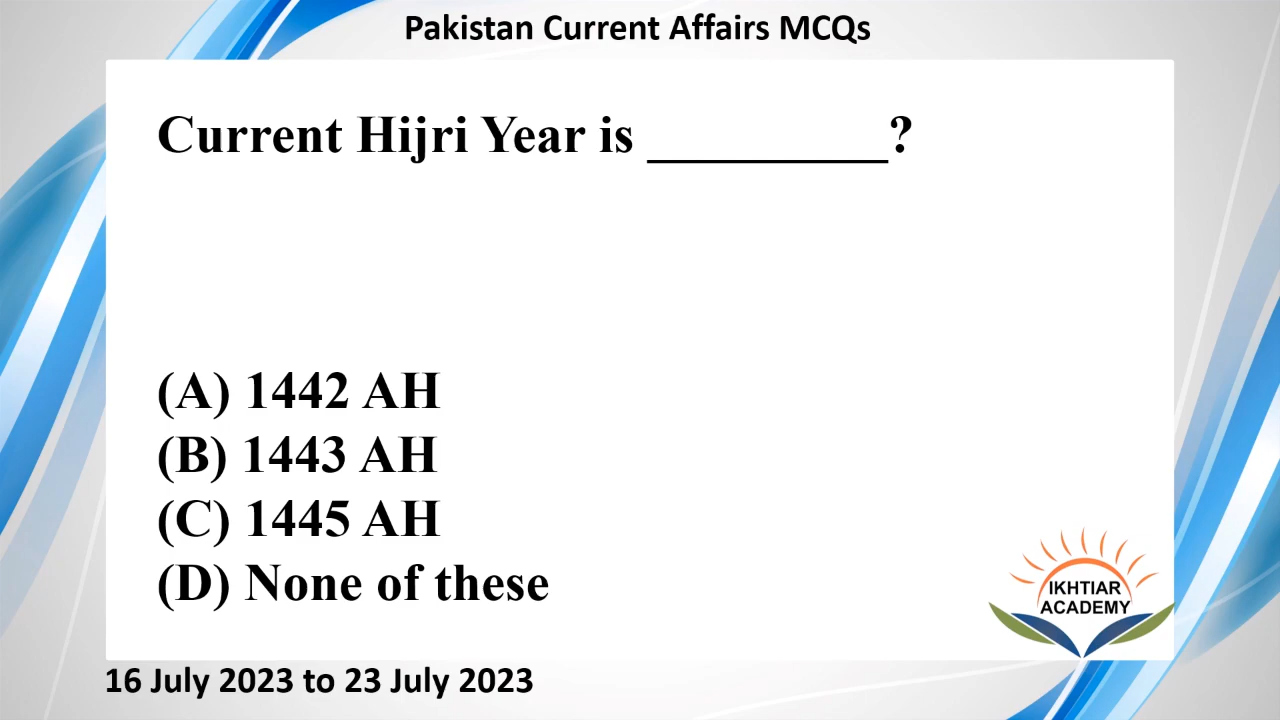 Pakistan Current Affairs MCQs
Current Hijri Year is _________?
(A) 1442 AH
(B) 1443 AH
(C) 1445 AH
(D) None of these
IKHTIAR
ACADEMY
16 July 2023 to 23 July 2023